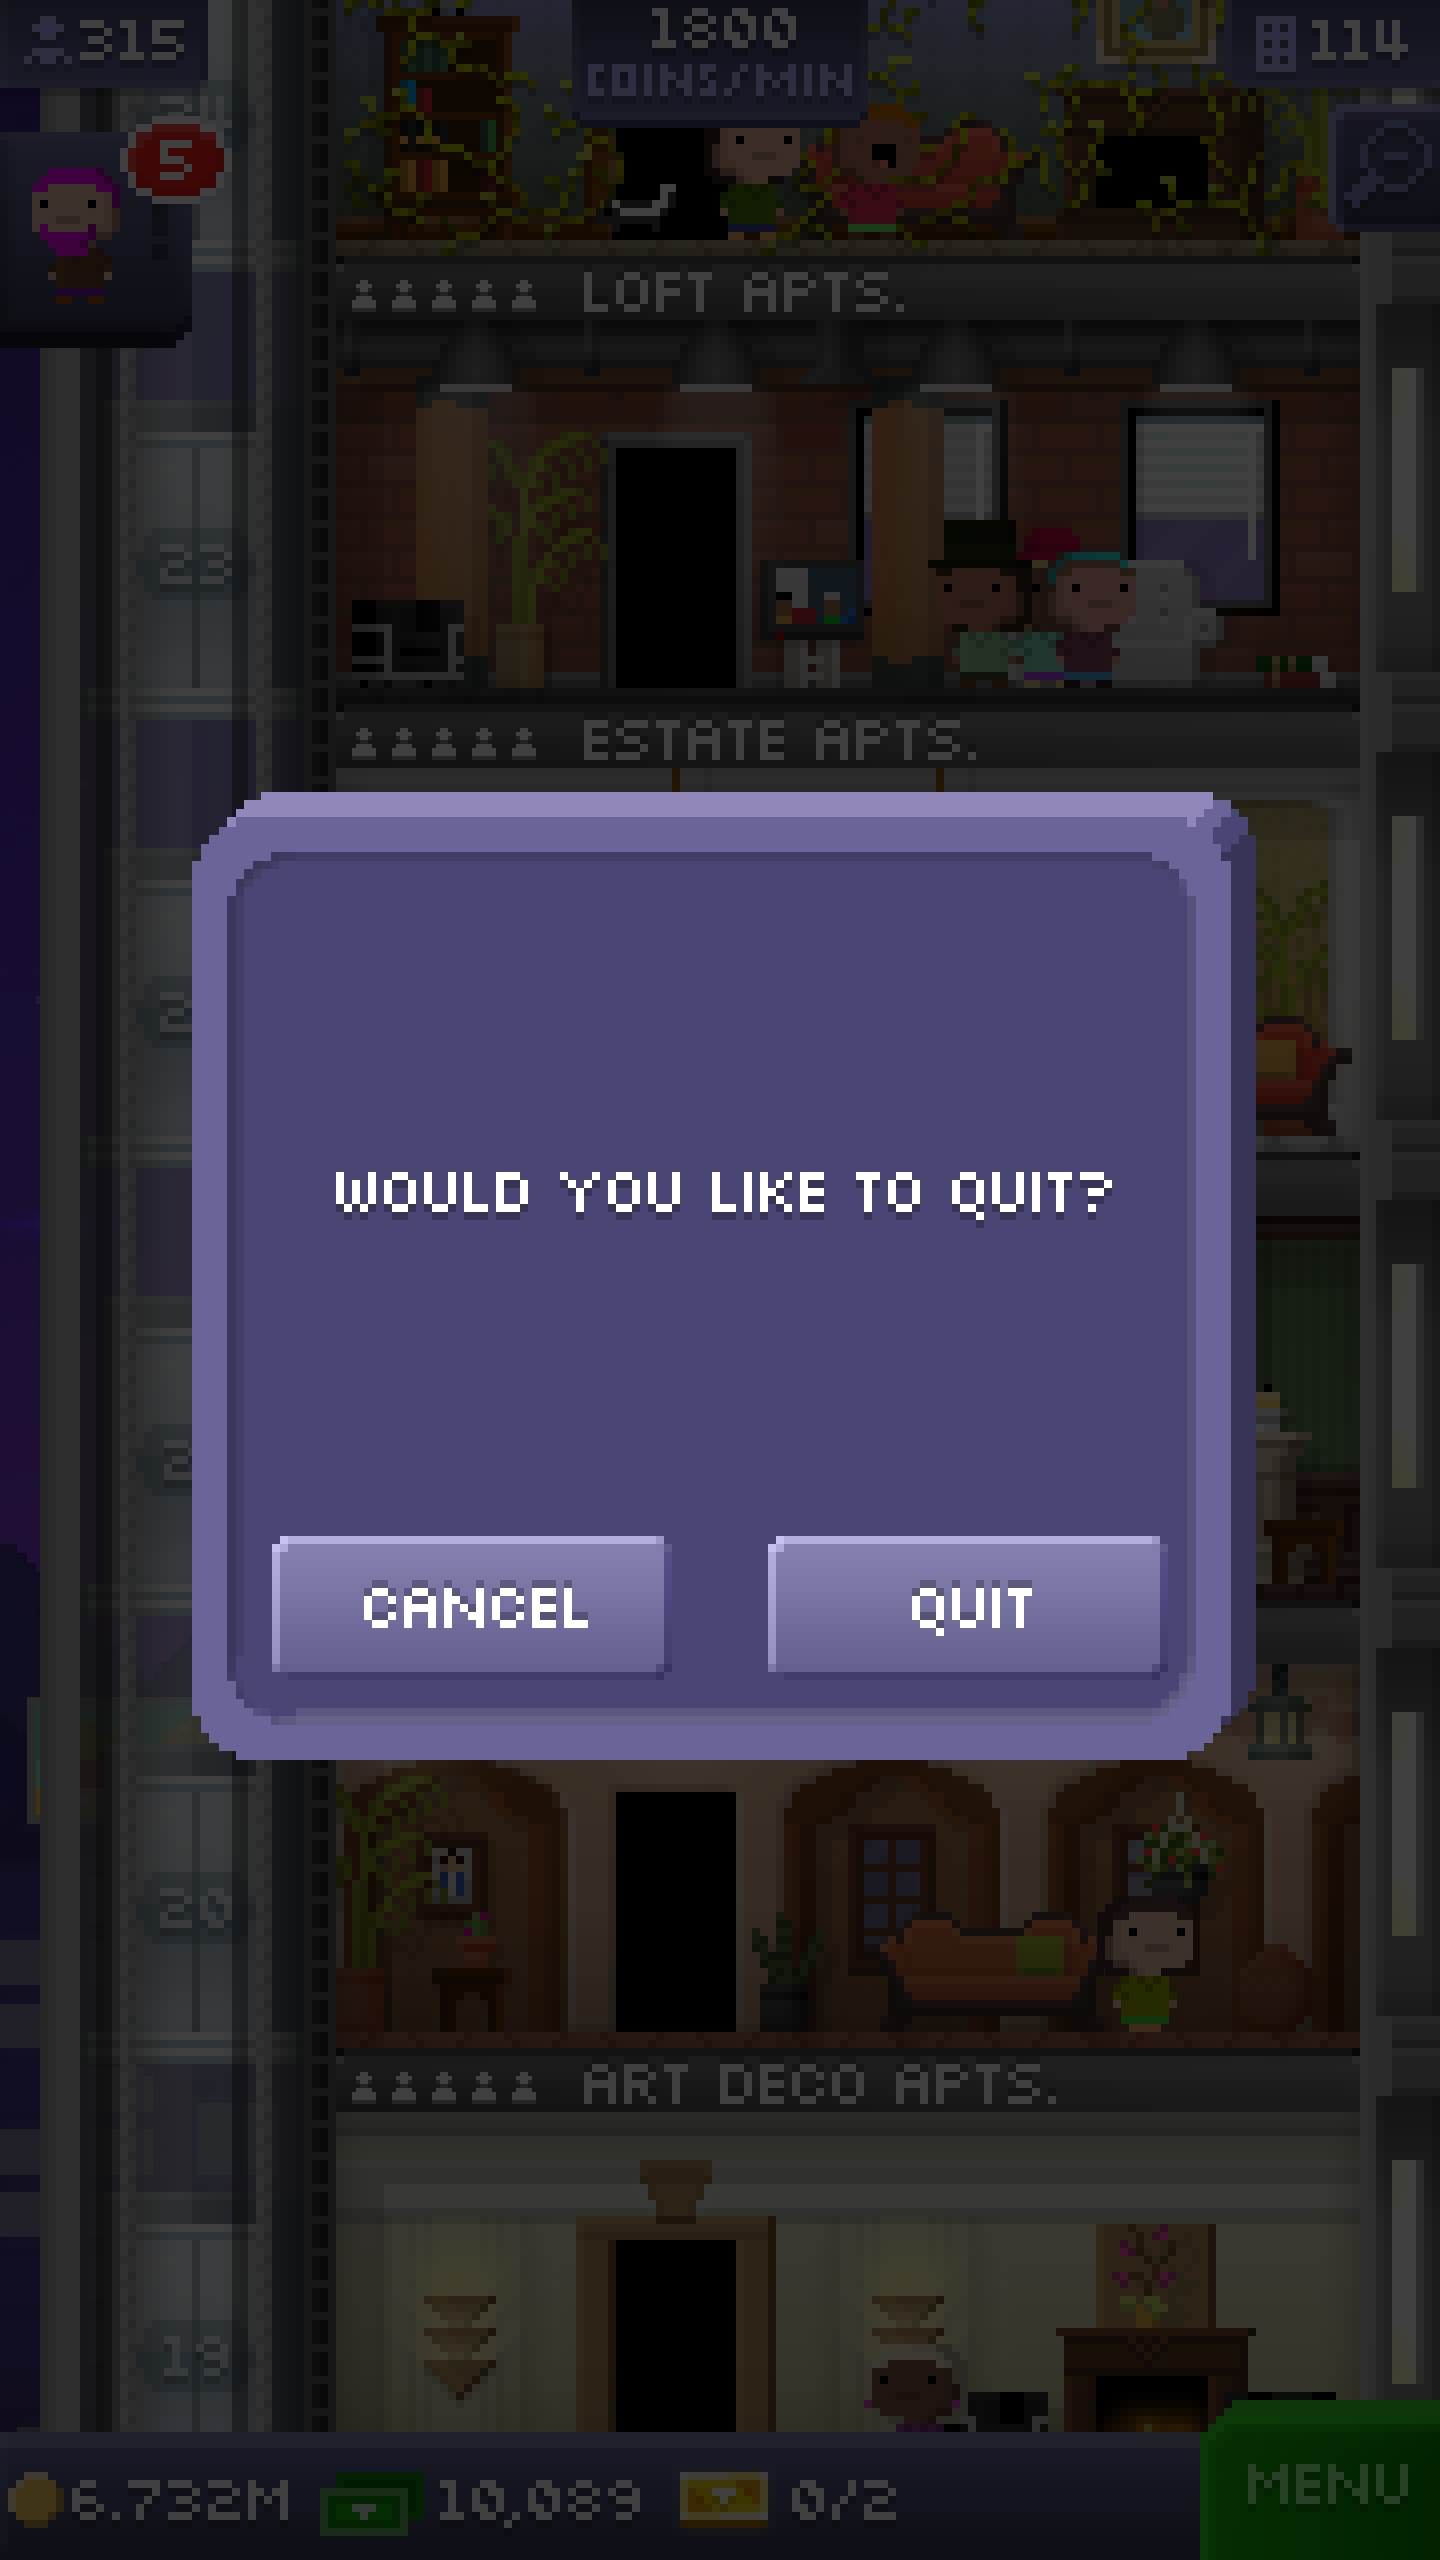 315
1800
COINS/MIN
114
5
LOFT APTS.
23
ESTATE APTS.
WOULD YOU LIKE TO QUIT?
CANCEL
QUIT
20
ART DECO APTS.
19
6.732M
10,089
0/2
MENU